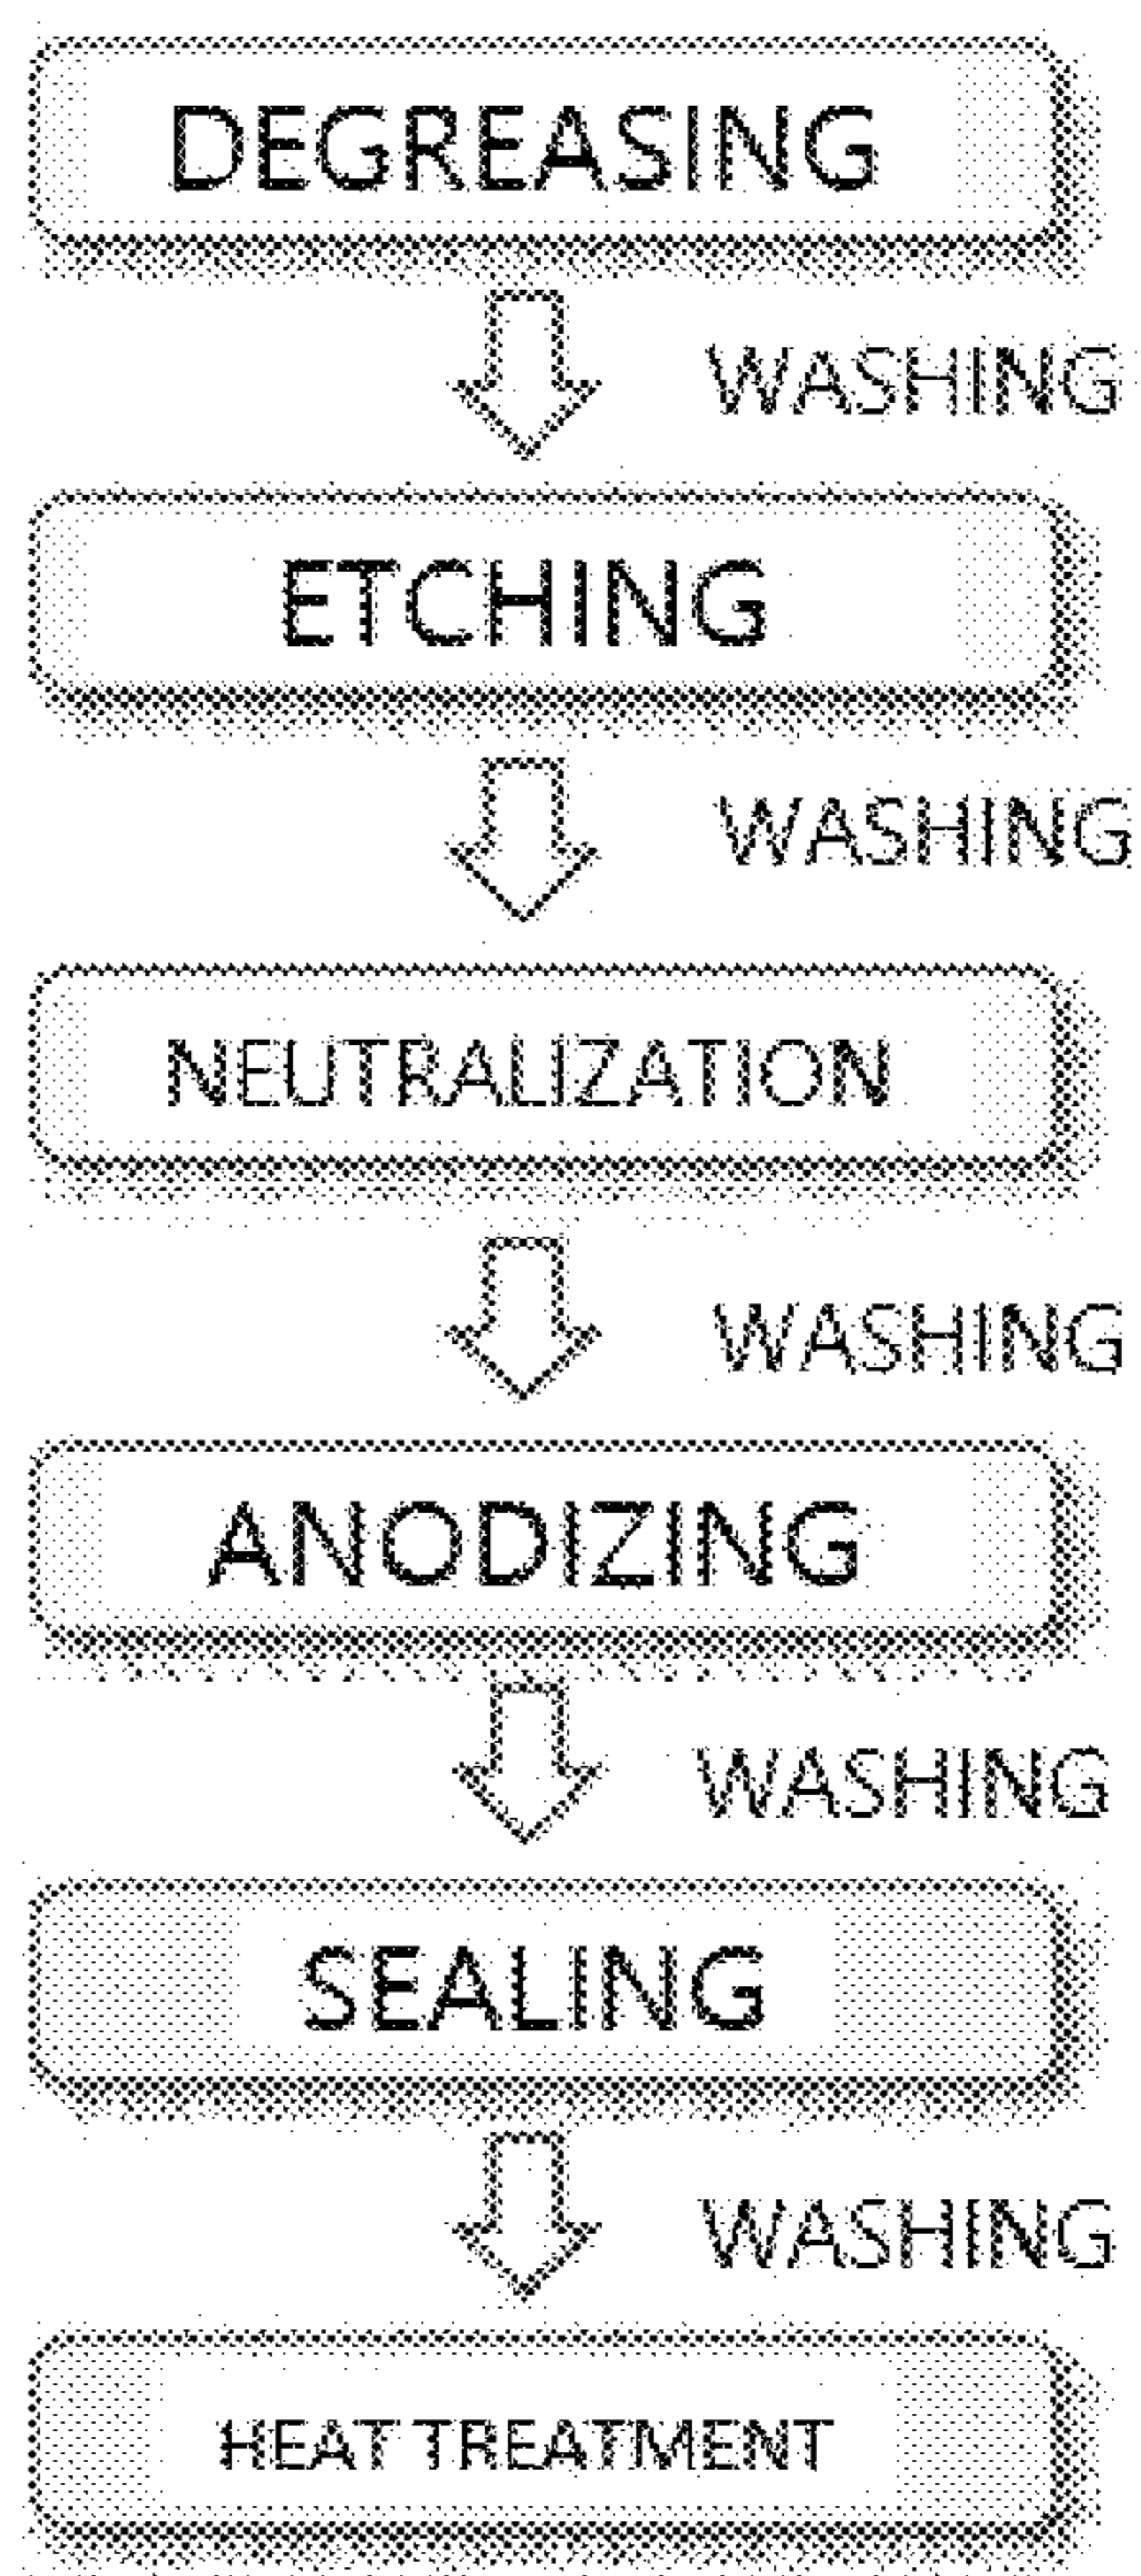 DEGREASING
WASHING
ETCHING
WASHING
NEUTRALIZATION
WASHING
ANODIZING
WASHING
SEALING
WASHING
HEAT TREATMENT